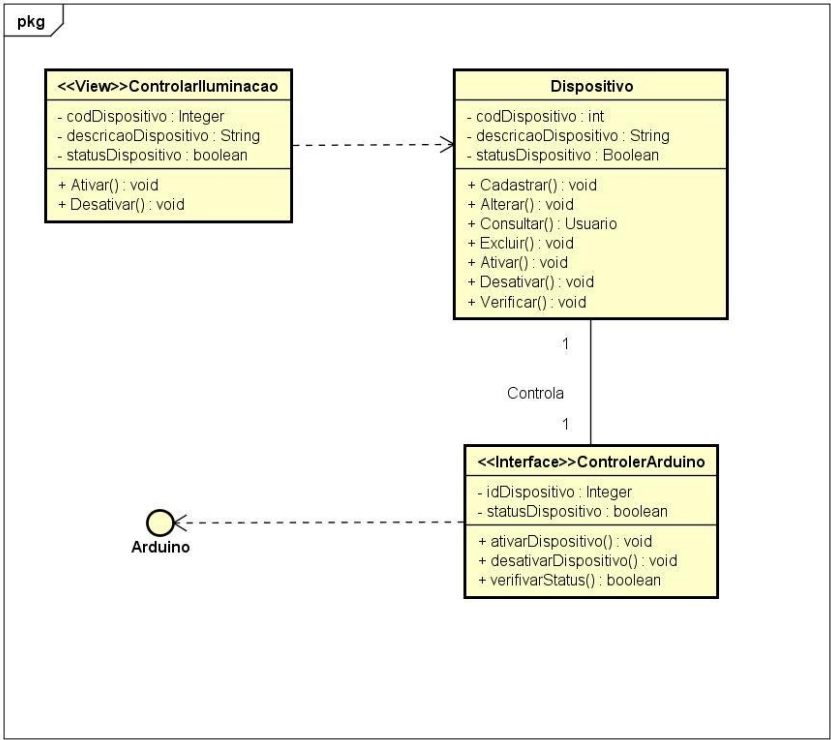 pkg
<<View>>ControlarIluminacao
- codDispositivo : Integer
- descricaoDispositivo : String
- statusDispositivo : boolean
+ Ativar() : void
+ Desativar() : void
Dispositivo
- codDispositivo : int
- descricaoDispositivo : String
- statusDispositivo : Boolean
+ Cadastrar() : void
+ Alterar() : void
+ Consultar() : Usuario
+ Excluir() : void
+ Ativar() : void
+ Desativar() : void
+ Verificar() : void
1
Controla
1
<<Interface>>ControlerArduino
- idDispositivo : Integer
- statusDispositivo : boolean
+ ativarDispositivo() : void
+ desativarDispositivo() : void
+ verifivarStatus() : boolean
Arduino